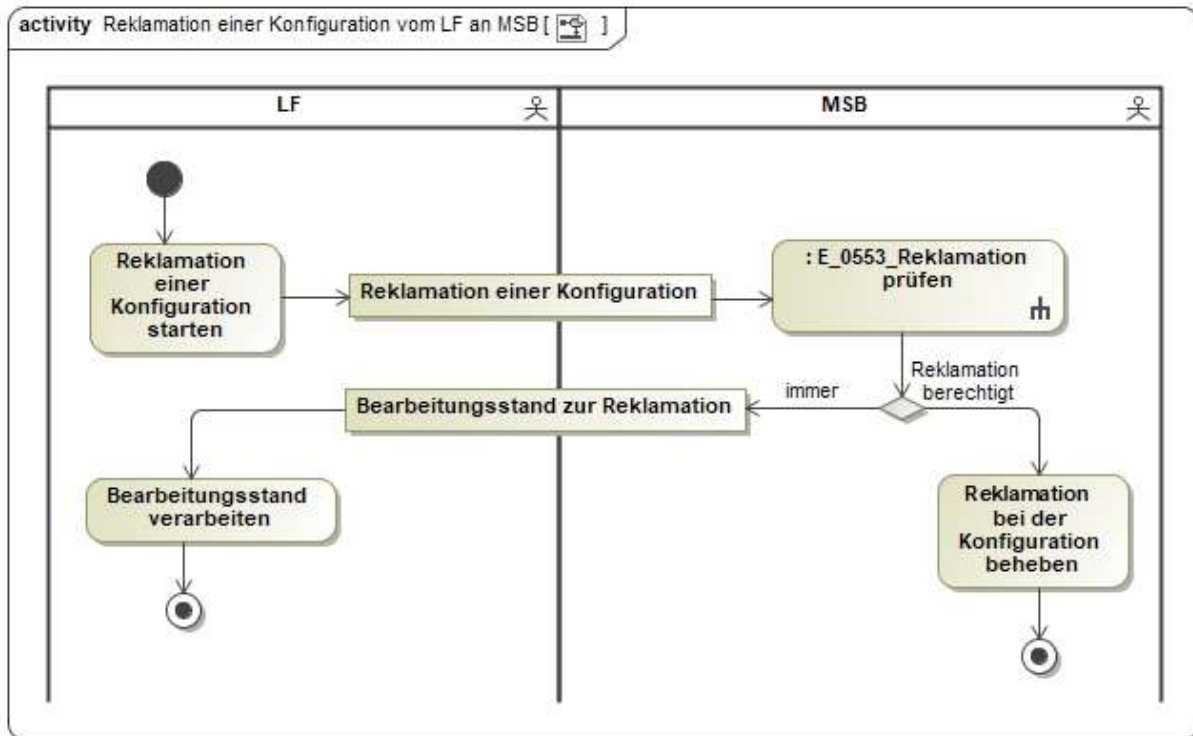 activity Reklamation einer Konfiguration vom LF an MSB [ ]
LF
MSB
Reklamation
einer
Konfiguration
starten
Reklamation einer Konfiguration
: E_0553_Reklamation
prüfen
Reklamation
berechtigt
immer
Bearbeitungsstand zur Reklamation
Bearbeitungsstand
verarbeiten
Reklamation
bei der
Konfiguration
beheben